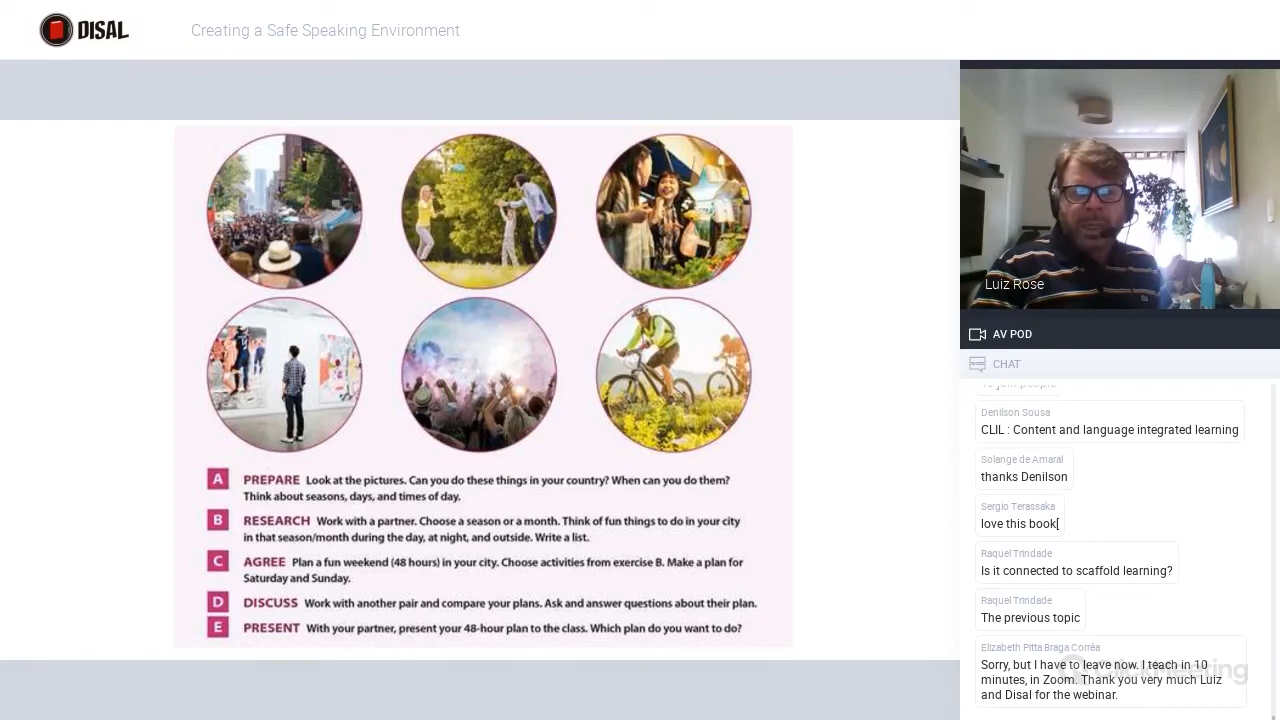 DISAL
Creating a Safe Speaking Environment
A PREPARE Look at the pictures. Can you do these things in your country? When can you do them?
Think about seasons, days, and times of day.
B RESEARCH Work with a partner. Choose a season or a month. Think of fun things to do in your city
in that season/month during the day, at night, and outside. Write a list.
C AGREE Plan a fun weekend (48 hours) in your city. Choose activities from exercise B. Make a plan for
Saturday and Sunday.
D DISCUSS Work with another pair and compare your plans. Ask and answer questions about their plan.
E PRESENT With your partner, present your 48-hour plan to the class. Which plan do you want to do?
Luiz Rose
AV POD
CHAT
To join people
Denilson Sousa
CLIL : Content and language integrated learning
Solange de Amaral
thanks Denilson
Sergio Terassaka
love this book[
Raquel Trindade
Is it connected to scaffold learning?
Raquel Trindade
The previous topic
Elizabeth Pitta Braga Corrêa
Sorry, but I have to leave now. I teach in 10
minutes, in Zoom. Thank you very much Luiz
and Disal for the webinar.
ClickMeeting